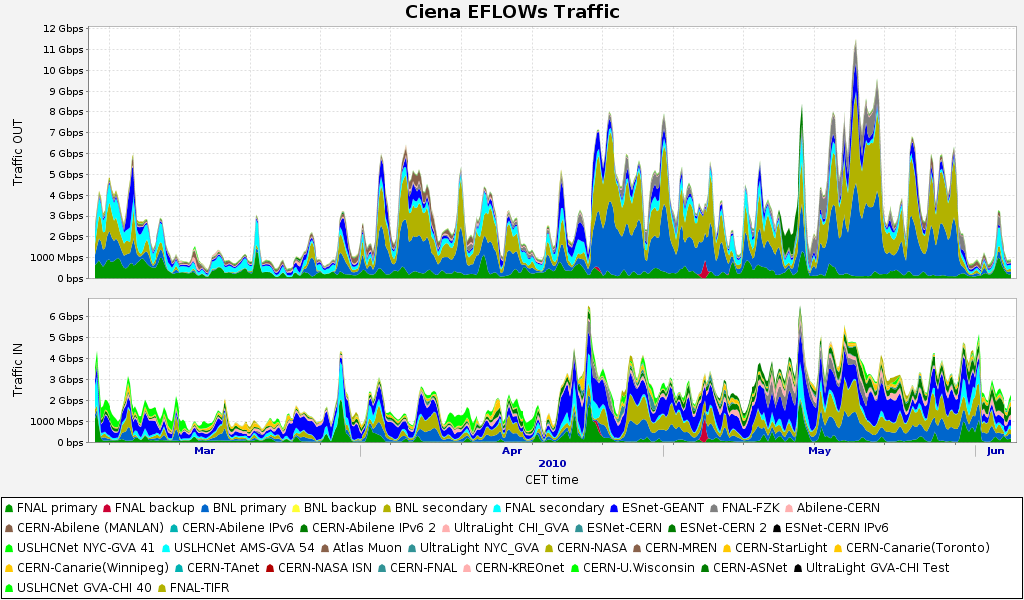 Ciena EFLOWs Traffic
12 Gbps
11 Gbps
10 Gbps
9 Gbps
8 Gbps
7 Gbps
6 Gbps
5 Gbps
4 Gbps
3 Gbps
2 Gbps
1000 Mbps
0 bps
Traffic OUT
6 Gbps
5 Gbps
4 Gbps
3 Gbps
2 Gbps
1000 Mbps
0 bps
Traffic IN
Mar Apr May Jun
2010
CET time
FNAL primary FNAL backup BNL primary BNL backup BNL secondary FNAL secondary ESnet-GEANT FNAL-FZK Abilene-CERN
CERN-Abilene (MANLAN) CERN-Abilene IPv6 CERN-Abilene IPv6 2 UltraLight CHI_GVA ESNet-CERN ESNet-CERN 2 ESNet-CERN IPv6
USLHCNet NYC-GVA 41 USLHCNet AMS-GVA 54 Atlas Muon UltraLight NYC_GVA CERN-NASA CERN-MREN CERN-StarLight CERN-Canarie(Toronto)
CERN-Canarie(Winnipeg) CERN-TAnet CERN-NASA ISN CERN-FNAL CERN-KREOnet CERN-U.Wisconsin CERN-ASNet UltraLight GVA-CHI Test
USLHCNet GVA-CHI 40 FNAL-TIFR